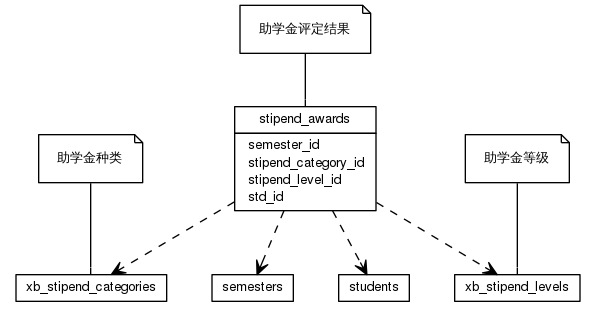 助学金评定结果
stipend_awards
semester_id
stipend_category_id
stipend_level_id
std_id
助学金种类
助学金等级
xb_stipend_categories
semesters
students
xb_stipend_levels